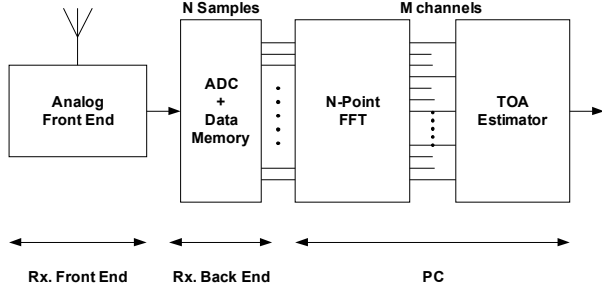 N Samples
M channels
Analog
Front End
ADC
+
Data
Memory
N-Point
FFT
TOA
Estimator
Rx. Front End
Rx. Back End
PC